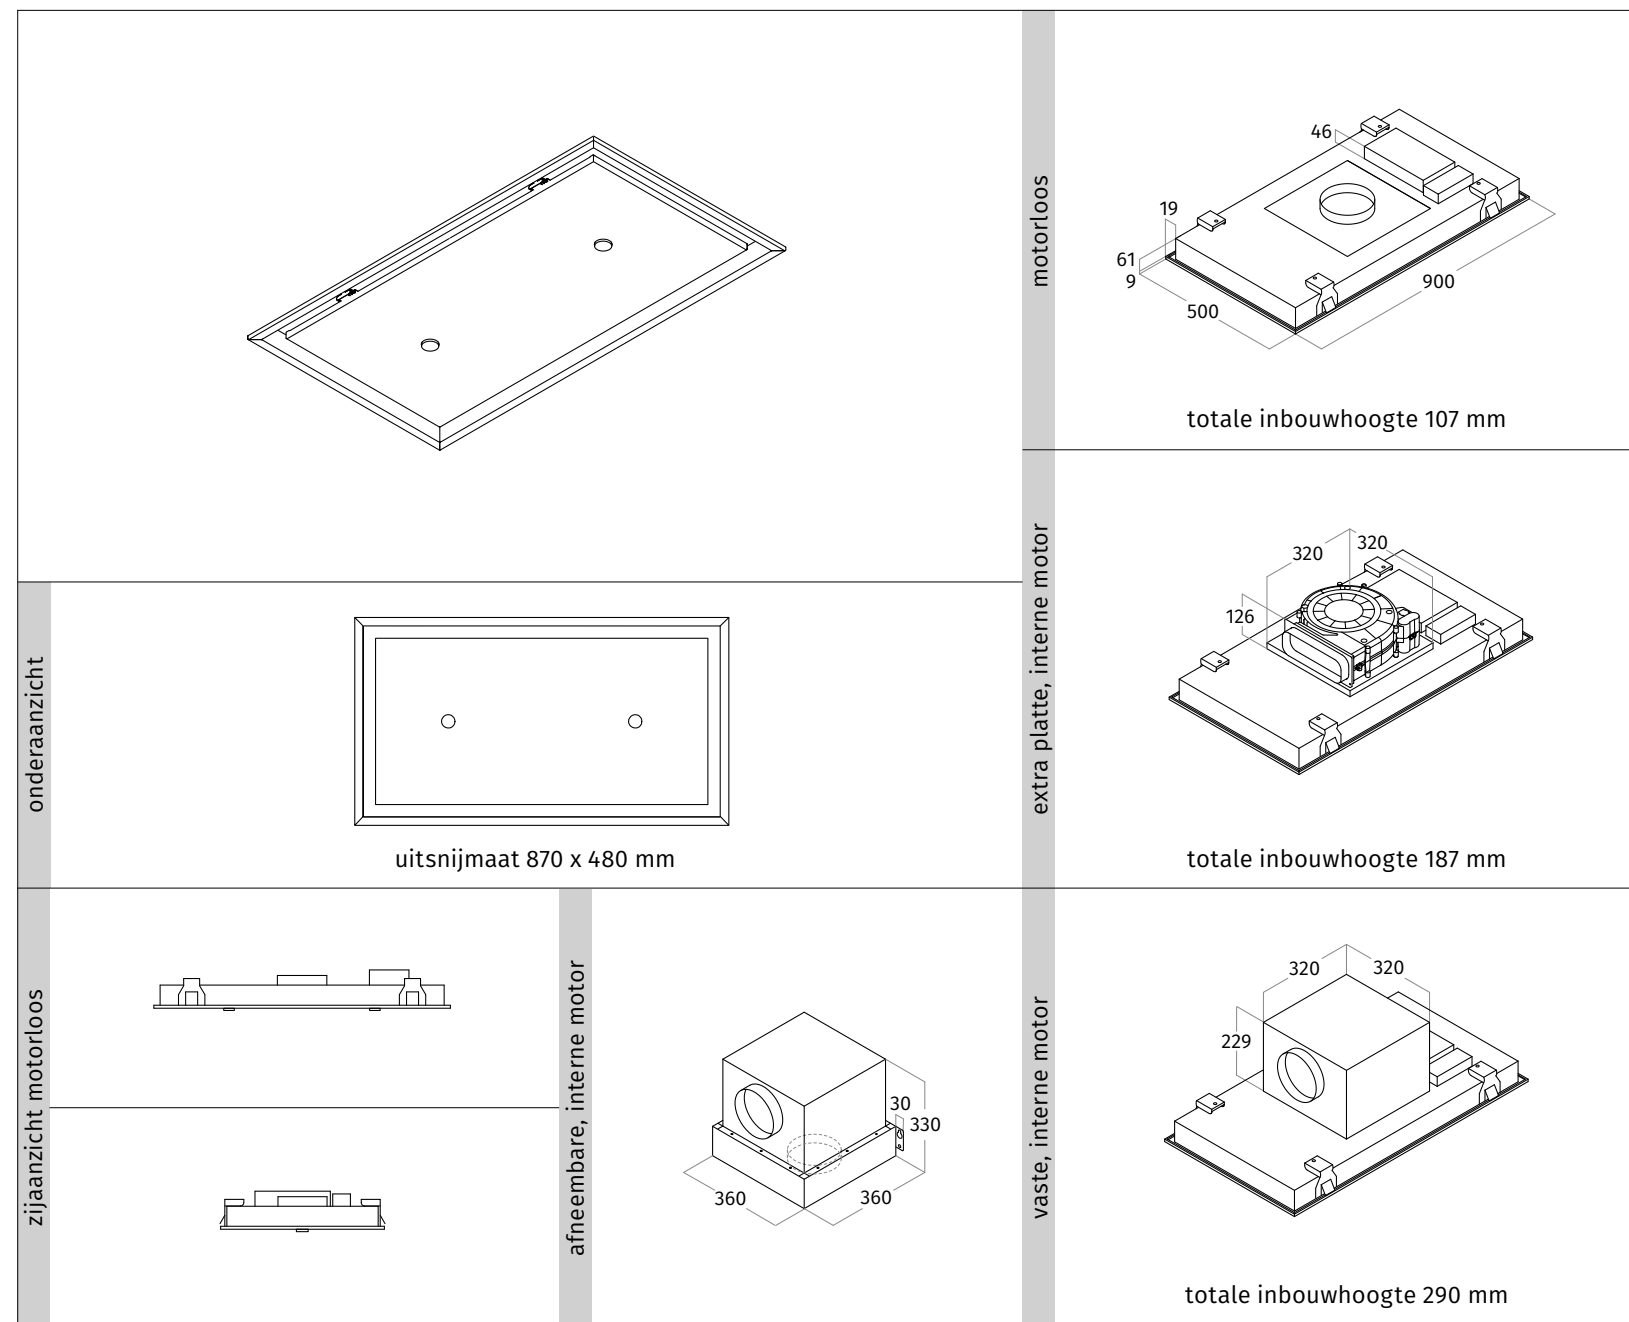 motorloos
46
19
61
9
500
900
totale inbouwhoogte 107 mm
extra platte, interne motor
320
320
126
totale inbouwhoogte 187 mm
onderaanzicht
uitsnijmaat 870 x 480 mm
zijaanzicht motorloos
afneembare, interne motor
30
330
360
360
vaste, interne motor
320
320
229
totale inbouwhoogte 290 mm